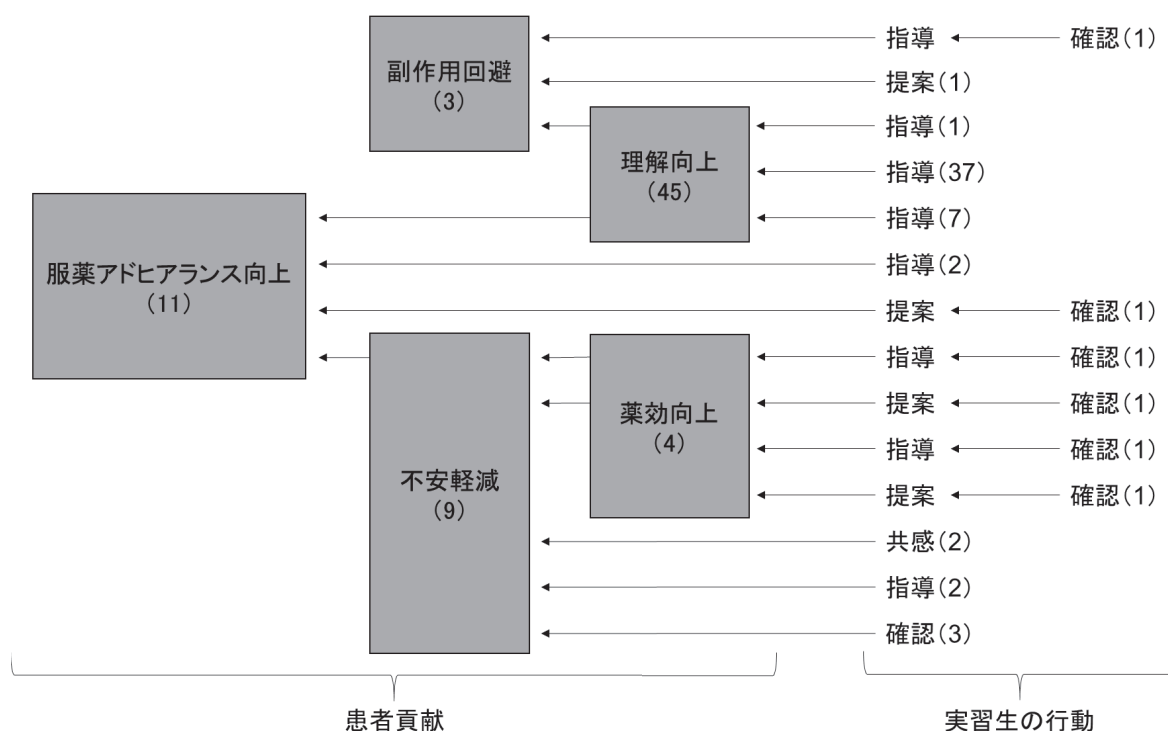 指導
確認(1)
副作用回避
(3)
提案(1)
指導(1)
理解向上
(45)
指導(37)
指導(7)
服薬アドヒアランス向上
(11)
指導(2)
提案
確認(1)
指導
確認(1)
薬効向上
(4)
提案
確認(1)
指導
確認(1)
不安軽減
(9)
提案
確認(1)
共感(2)
指導(2)
確認(3)
患者貢献
実習生の行動